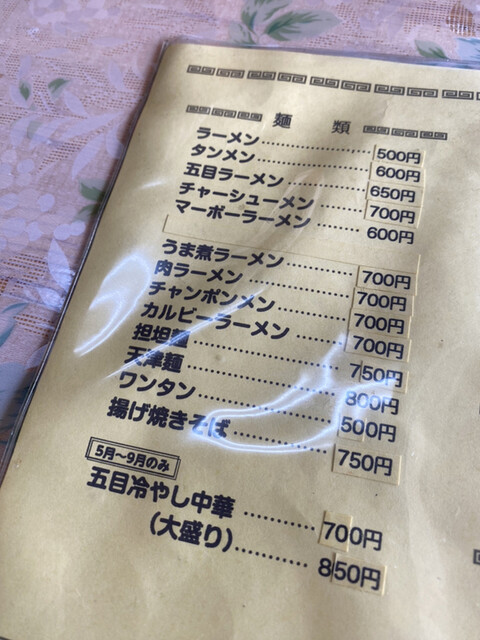 麺 類
ラーメン............500円
タンメン............600円
五目ラーメン............650円
チャーシューメン............700円
マーボーラーメン............600円
うま煮ラーメン............700円
肉ラーメン............700円
チャンポンメン............700円
カルビーラーメン............700円
担坦麺............750円
天津麺............800円
ワンタン............500円
揚げ焼きそば............750円
5月〜9月のみ
五目冷やし中華............700円
(大盛り)............850円